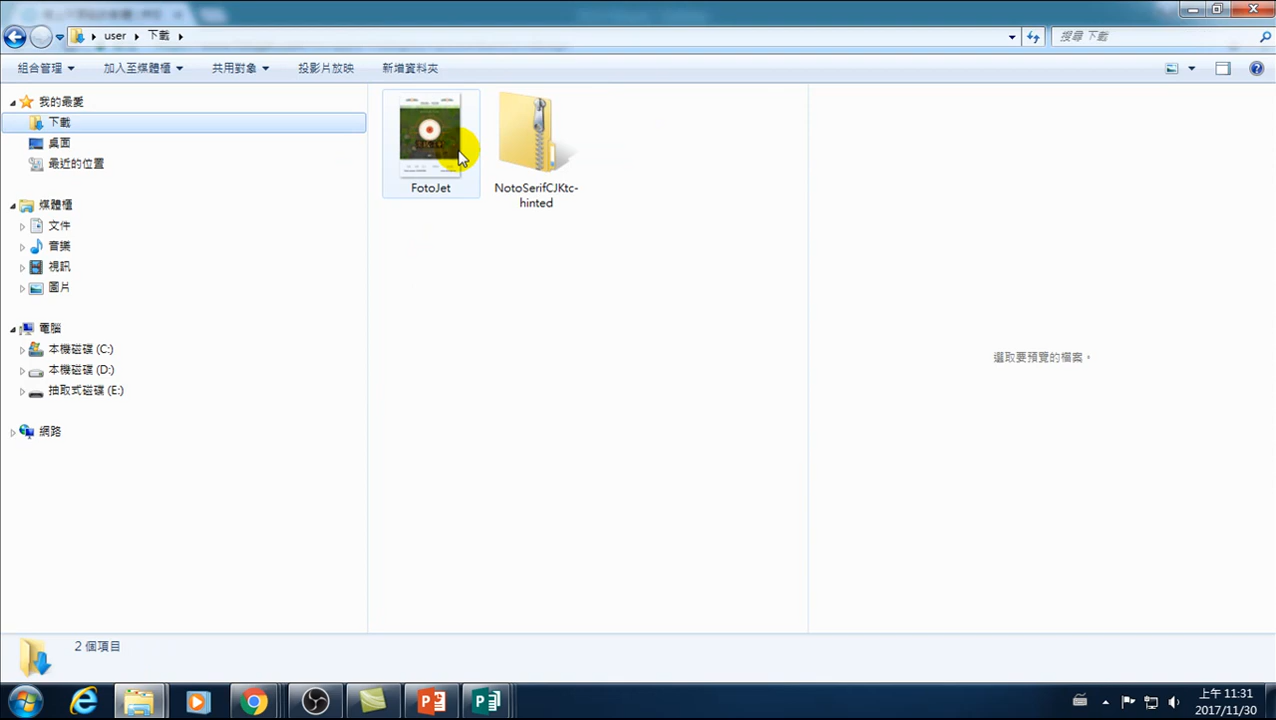 user
下載
搜尋 下載
組合管理
加入至媒體櫃
共用對象
投影片放映
新增資料夾
我的最愛
下載
桌面
最近的位置
媒體櫃
文件
音樂
視訊
圖片
電腦
本機磁碟 (C:)
本機磁碟 (D:)
抽取式磁碟 (E:)
網路
FotoJet
NotoSerifCJKtc-
hinted
選取要預覽的檔案。
2 個項目
上午 11:31
2017/11/30